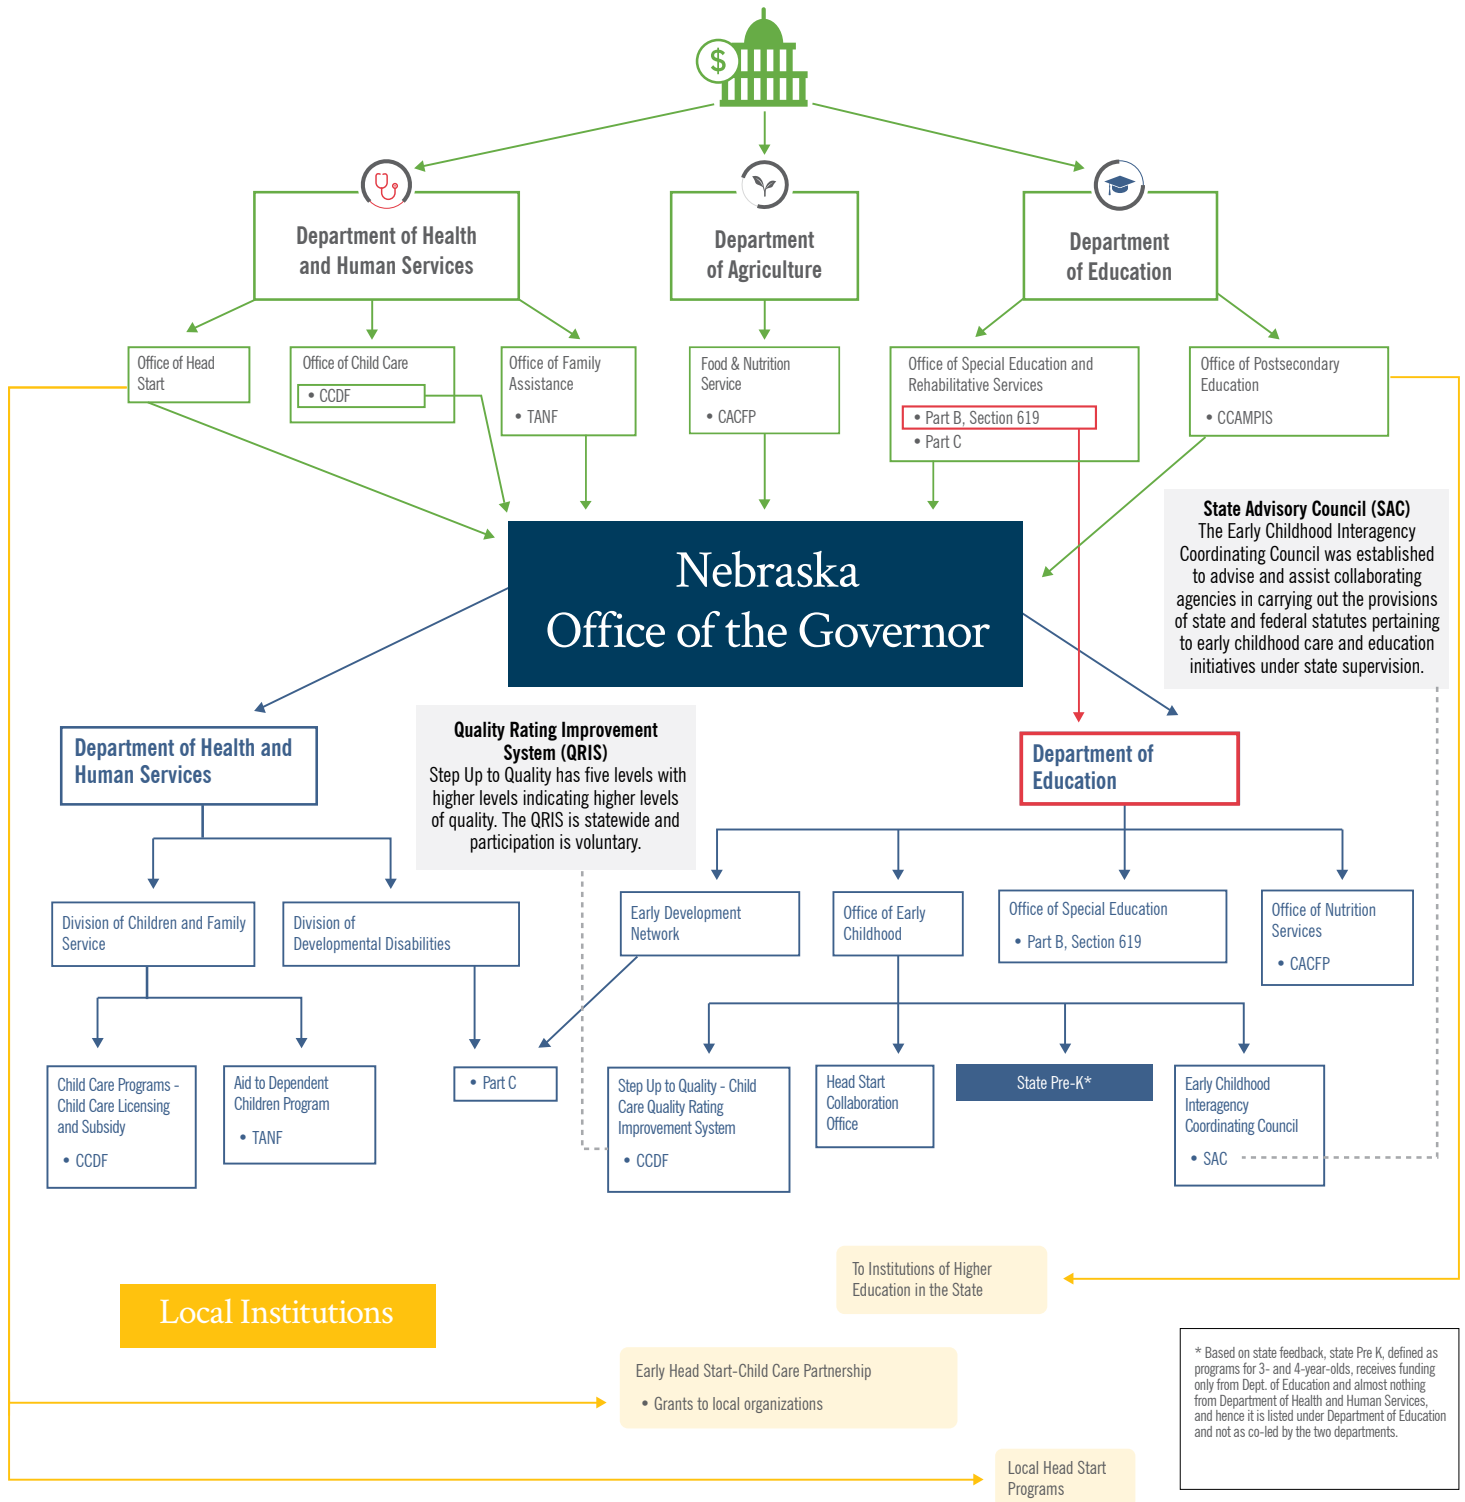 $
Department of Health
and Human Services
Department
of Agriculture
Department
of Education
Office of Head
Start
Office of Child Care
• CCDF
Office of Family
Assistance
• TANF
Food & Nutrition
Service
• CACFP
Office of Special Education and
Rehabilitative Services
• Part B, Section 619
• Part C
Office of Postsecondary
Education
• CCAMPIS
State Advisory Council (SAC)
The Early Childhood Interagency
Coordinating Council was established
to advise and assist collaborating
agencies in carrying out the provisions
of state and federal statutes pertaining
to early childhood care and education
initiatives under state supervision.
Nebraska
Office of the Governor
Department of Health and
Human Services
Quality Rating Improvement
System (QRIS)
Step Up to Quality has five levels with
higher levels indicating higher levels
of quality. The QRIS is statewide and
participation is voluntary.
Department of
Education
Division of Children and Family
Service
Division of
Developmental Disabilities
Early Development
Network
Office of Early
Childhood
Office of Special Education
• Part B, Section 619
Office of Nutrition
Services
• CACFP
Child Care Programs -
Child Care Licensing
and Subsidy
• CCDF
Aid to Dependent
Children Program
• TANF
• Part C
Step Up to Quality - Child
Care Quality Rating
Improvement System
• CCDF
Head Start
Collaboration
Office
State Pre-K*
Early Childhood
Interagency
Coordinating Council
• SAC
To Institutions of Higher
Education in the State
Local Institutions
Early Head Start-Child Care Partnership
• Grants to local organizations
* Based on state feedback, state Pre K, defined as
programs for 3- and 4-year-olds, receives funding
only from Dept. of Education and almost nothing
from Department of Health and Human Services,
and hence it is listed under Department of Education
and not as co-led by the two departments.
Local Head Start
Programs